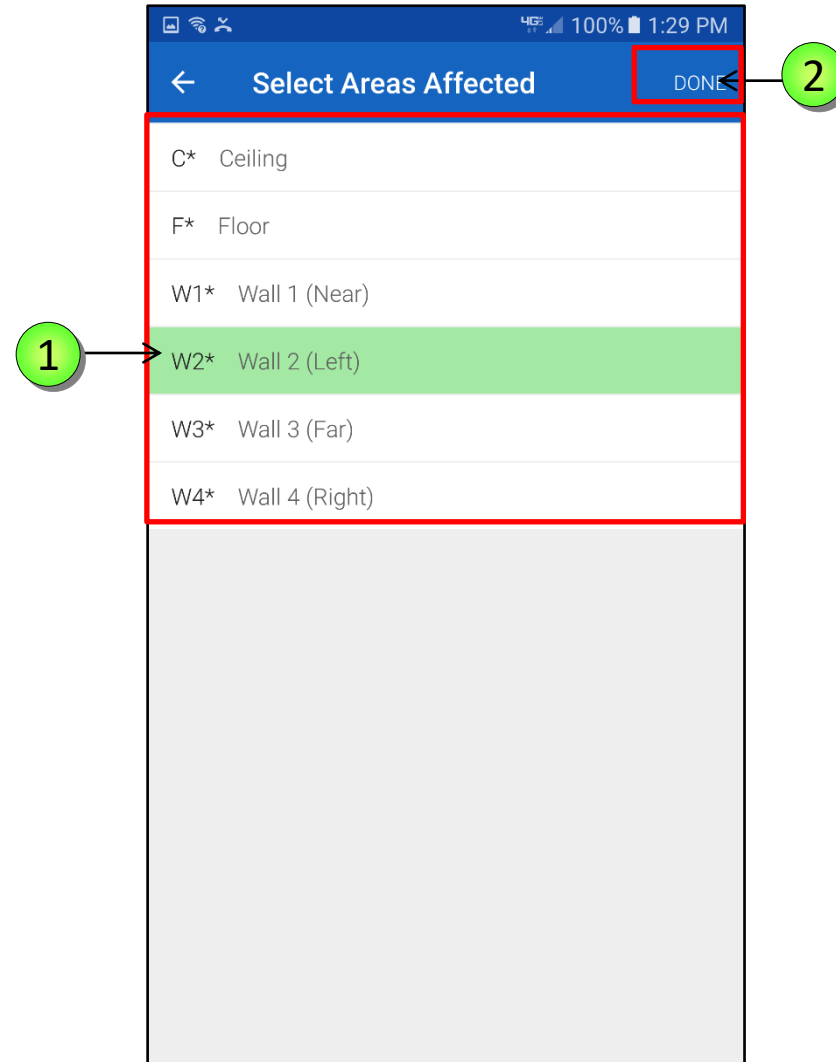 4G 100% 1:29 PM
Select Areas Affected DONE
2
C* Ceiling
F* Floor
W1* Wall 1 (Near)
1
W2* Wall 2 (Left)
W3* Wall 3 (Far)
W4* Wall 4 (Right)